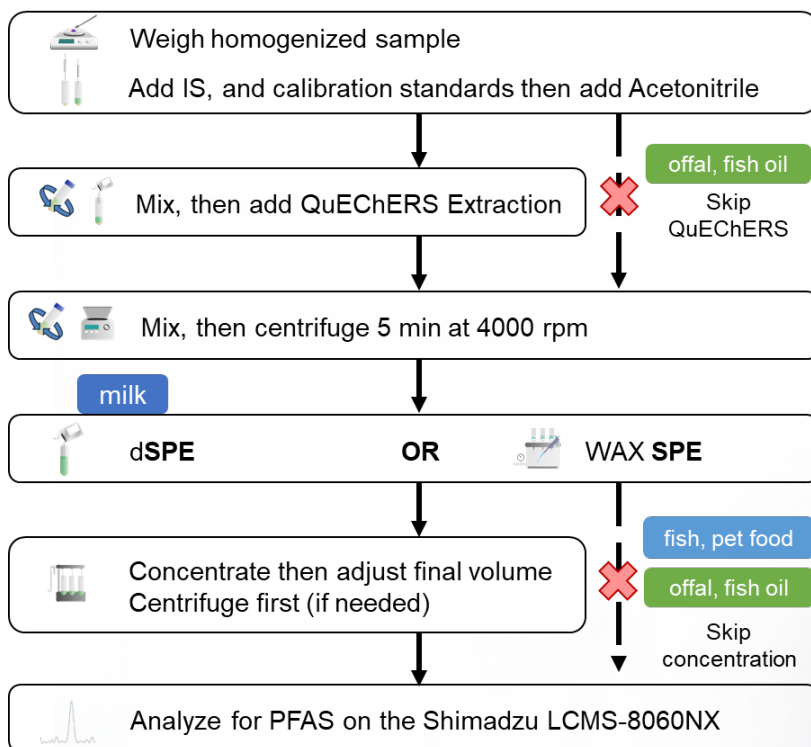 Weigh homogenized sample
Add IS, and calibration standards then add Acetonitrile
offal, fish oil
Skip
QuEChERS
Mix, then add QuEChERS Extraction
Mix, then centrifuge 5 min at 4000 rpm
milk
dSPE
OR
WAX SPE
fish, pet food
offal, fish oil
Skip
concentration
Concentrate then adjust final volume
Centrifuge first (if needed)
Analyze for PFAS on the Shimadzu LCMS-8060NX